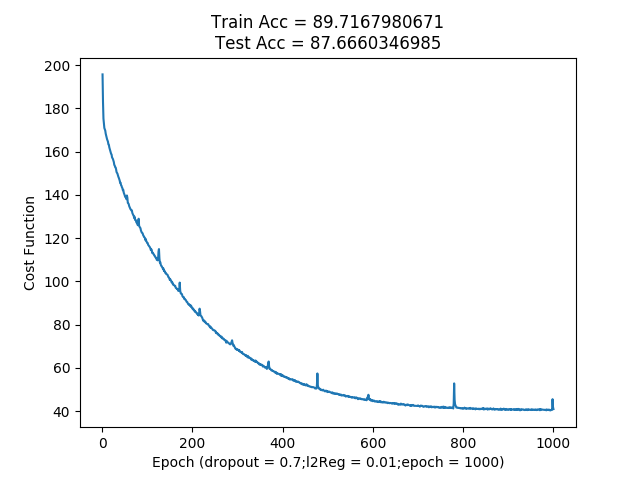 Train Acc = 89.7167980671
Test Acc = 87.6660346985
200
180
160
140
120
100
80
60
40
Cost Function
0 200 400 600 800 1000
Epoch (dropout = 0.7;l2Reg = 0.01;epoch = 1000)